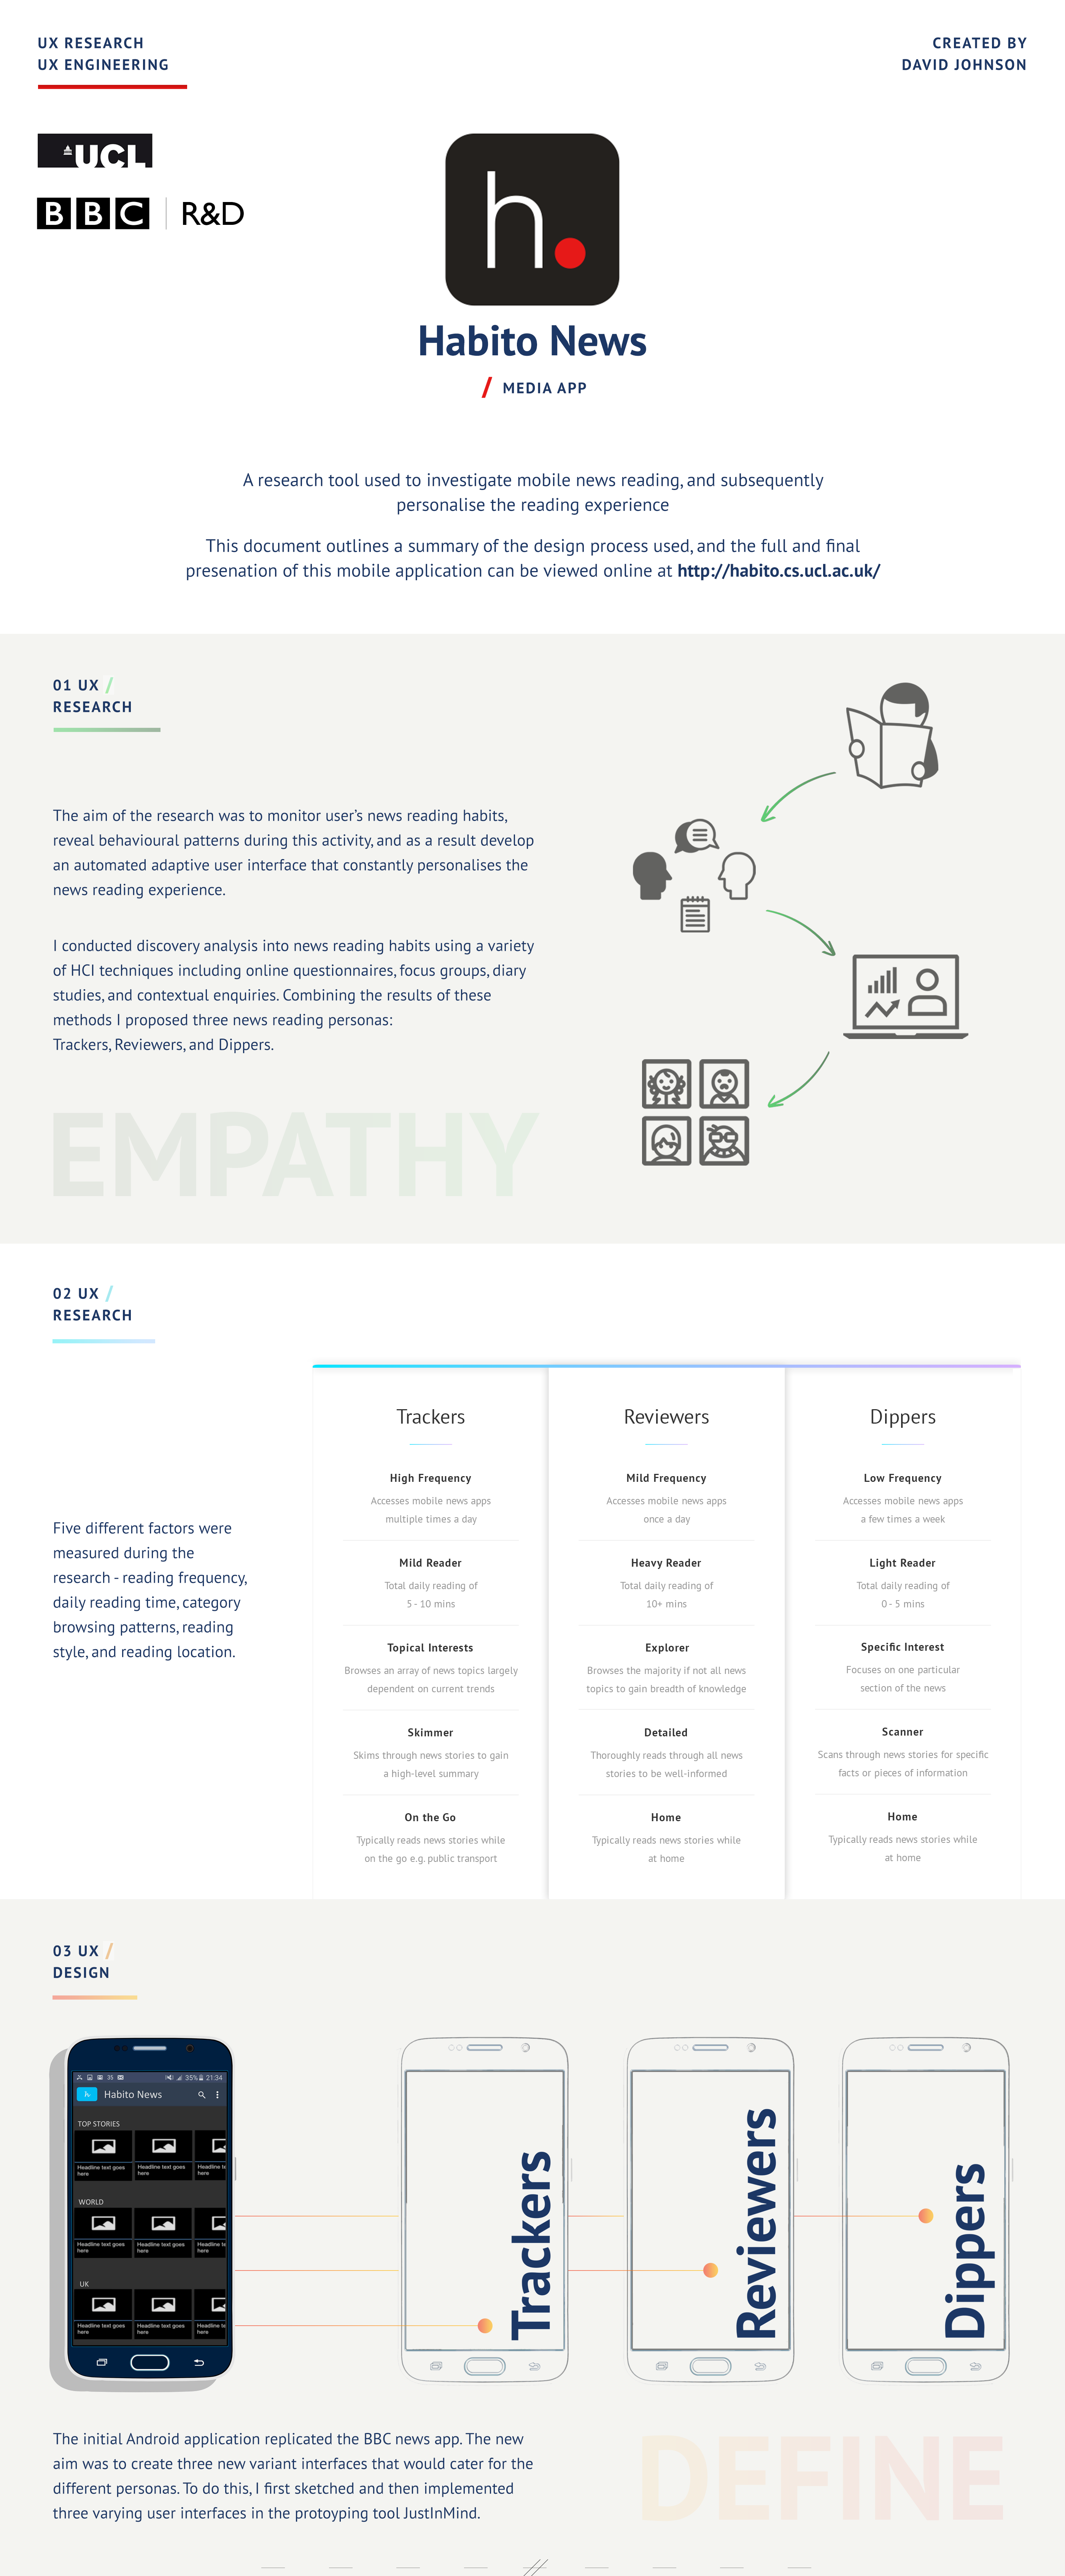 UX RESEARCH
UX ENGINEERING
CREATED BY
DAVID JOHNSON
UCL
BBC R&D
h.
Habito News
/ MEDIA APP
A research tool used to investigate mobile news reading, and subsequently
personalise the reading experience
This document outlines a summary of the design process used, and the full and final
presenation of this mobile application can be viewed online at http://habito.cs.ucl.ac.uk/
01 UX /
RESEARCH
The aim of the research was to monitor user's news reading habits,
reveal behavioural patterns during this activity, and as a result develop
an automated adaptive user interface that constantly personalises the
news reading experience.
I conducted discovery analysis into news reading habits using a variety
of HCI techniques including online questionnaires, focus groups, diary
studies, and contextual enquiries. Combining the results of these
methods I proposed three news reading personas:
Trackers, Reviewers, and Dippers.
EMPATHY
02 UX /
RESEARCH
Five different factors were
measured during the
research - reading frequency,
daily reading time, category
browsing patterns, reading
style, and reading location.
Trackers
High Frequency
Accesses mobile news apps
multiple times a day
Mild Reader
Total daily reading of
5 - 10 mins
Topical Interests
Browses an array of news topics largely
dependent on current trends
Skimmer
Skims through news stories to gain
a high-level summary
On the Go
Typically reads news stories while
on the go e.g. public transport
Reviewers
Mild Frequency
Accesses mobile news apps
once a day
Heavy Reader
Total daily reading of
10+ mins
Explorer
Browses the majority if not all news
topics to gain breadth of knowledge
Detailed
Thoroughly reads through all news
stories to be well-informed
Home
Typically reads news stories while
at home
Dippers
Low Frequency
Accesses mobile news apps
a few times a week
Light Reader
Total daily reading of
0 - 5 mins
Specific Interest
Focuses on one particular
section of the news
Scanner
Scans through news stories for specific
facts or pieces of information
Home
Typically reads news stories while
at home
03 UX /
DESIGN
35 35% 21:34
h. Habito News
TOP STORIES
Headline text goes
here
Headline text goes
here
Headline te
here
WORLD
Headline text goes
here
Headline text goes
here
Headline te
here
UK
Headline text goes
here
Headline text goes
here
Headline te
here
Trackers
Reviewers
Dippers
The initial Android application replicated the BBC news app. The new
aim was to create three new variant interfaces that would cater for the
different personas. To do this, I first sketched and then implemented
three varying user interfaces in the protoyping tool JustInMind.
DEFINE